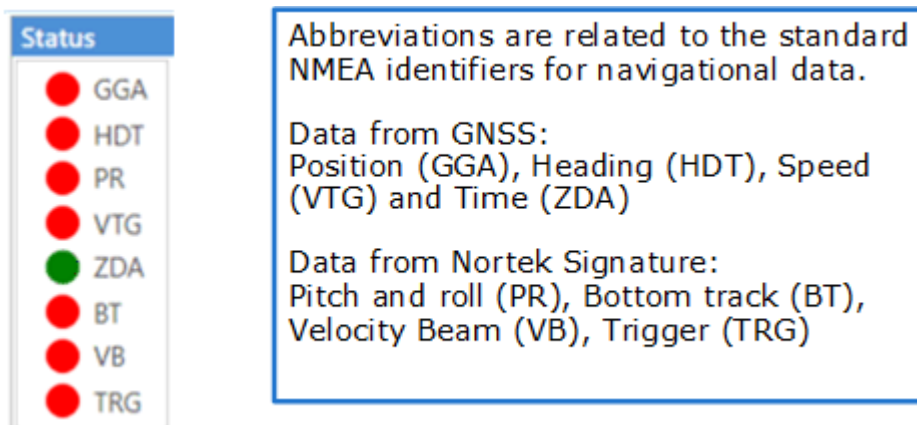 Status
GGA
HDT
PR
VTG
ZDA
BT
VB
TRG
Abbreviations are related to the standard
NMEA identifiers for navigational data.
Data from GNSS:
Position (GGA), Heading (HDT), Speed
(VTG) and Time (ZDA)
Data from Nortek Signature:
Pitch and roll (PR), Bottom track (BT),
Velocity Beam (VB), Trigger (TRG)